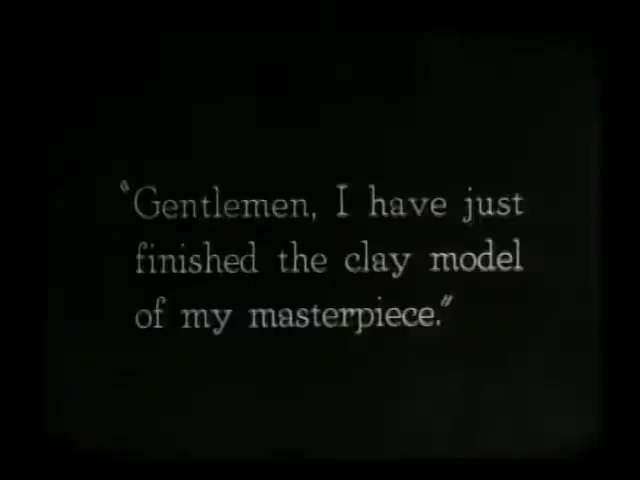 "Gentlemen, I have just
finished the clay model
of my masterpiece."